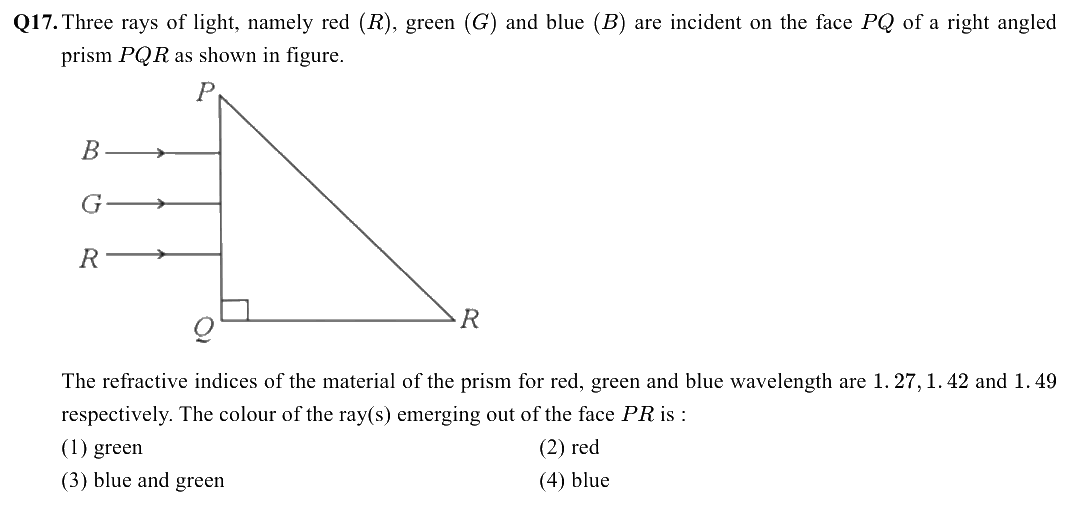 Q17. Three rays of light, namely red (R), green (G) and blue (B) are incident on the face PQ of a right angled
prism PQR as shown in figure.
P
B
G
R
Q
R
The refractive indices of the material of the prism for red, green and blue wavelength are 1. 27, 1. 42 and 1. 49
respectively. The colour of the ray(s) emerging out of the face PR is :
(1) green (2) red
(3) blue and green (4) blue